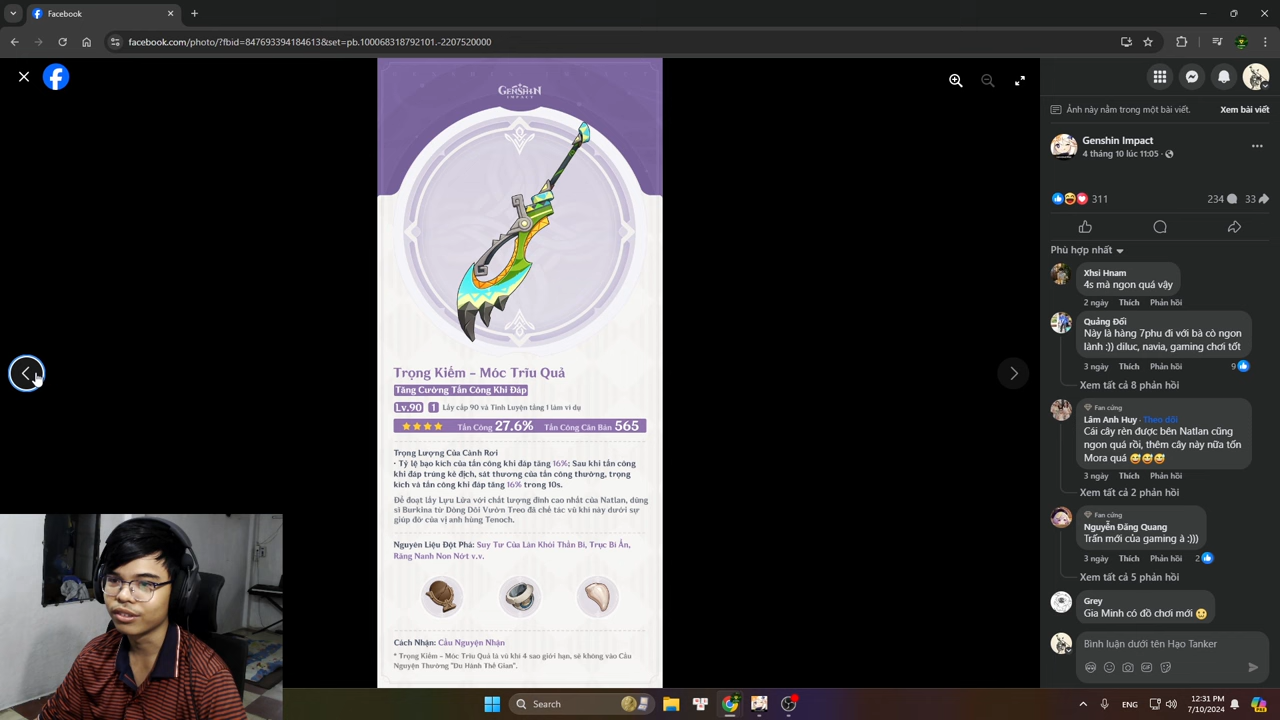 Facebook
facebook.com/photo/?fbid=847693394184613&set=pb.100068318792101.-2207520000
GENSHIN
IMPACT
Trọng Kiếm - Móc Trĩu Quả
Tăng Cường Tấn Công Khi Đáp
Lv.90 1 Lấy cấp 90 và Tinh Luyện tầng 1 làm ví dụ
Tấn Công 27.6% Tấn Công Căn Bản 565
Trọng Lượng Của Cành Rơi
· Tỷ lệ bạo kích của tấn công khi đáp tăng 16%; Sau khi tấn công
khi đáp trúng kẻ địch, sát thương của tấn công thường, trọng
kích và tấn công khi đáp tăng 16% trong 10s.
Để đoạt lấy Lựu Lửa với chất lượng đỉnh cao nhất của Natlan, dũng
sĩ Burkina từ Dòng Dõi Vườn Treo đã chế tác vũ khí này dưới sự
giúp đỡ của vị anh hùng Tenoch.
Nguyên Liệu Đột Phá: Suy Tư Của Làn Khói Thần Bí, Trục Bí Ẩn,
Răng Nanh Non Nớt v.v.
Cách Nhận: Cầu Nguyện Nhận
* Trọng Kiếm - Móc Trĩu Quả là vũ khí 4 sao giới hạn, sẽ không vào Cầu
Nguyện Thường "Du Hành Thế Gian".
Ảnh này nằm trong một bài viết. Xem bài viết
Genshin Impact
4 tháng 10 lúc 11:05 ·
311 234 33
Phù hợp nhất
Xhsi Hnam
4s mà ngon quá vậy
2 ngày Thích Phản hồi
Quảng Đối
cây này là hàng 7phu đi với bà cò ngon
lành :)) diluc, navia, gaming chơi tốt
3 ngày Thích Phản hồi 9
Xem tất cả 8 phản hồi
Fan cứng
Lâm Anh Huy · Theo dõi
Cái cây rèn được bên Natlan cũng
ngon quá rồi, thêm cây này nữa tốn
Mora quá
3 ngày Thích Phản hồi
Xem tất cả 2 phản hồi
Fan cứng
Nguyễn Đăng Quang
Trấn mới của gaming à:)))
3 ngày Thích Phản hồi 2
Xem tất cả 5 phản hồi
Grey
Gia Minh có đồ chơi mới
Bình luận dưới tên Hero Joker
Search
ENG
12:31 PM
7/10/2024